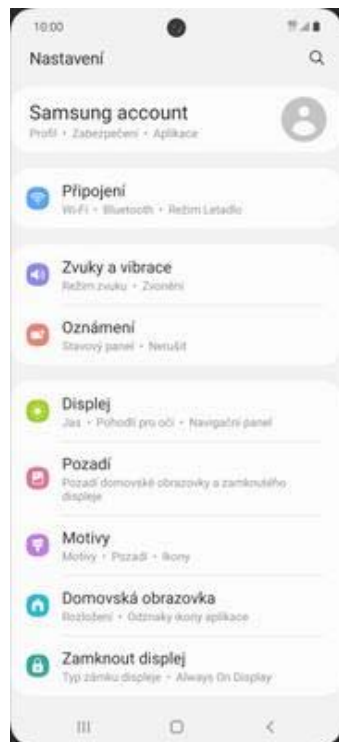 10:00
Nastavení
Samsung account
Profil • Zabezpečení • Aplikace
Připojení
Wi-Fi • Bluetooth • Režim Letadlo
Zvuky a vibrace
Režim zvuku • Zvonění
Oznámení
Stavový panel • Nerušit
Displej
Jas • Pohodlí pro oči • Navigační panel
Pozadí
Pozadí domovské obrazovky a zamknutého
displeje
Motivy
Motivy • Pozadí • Ikony
Domovská obrazovka
Rozložení • Odznaky ikony aplikace
Zamknout displej
Typ zámku displeje • Always On Display